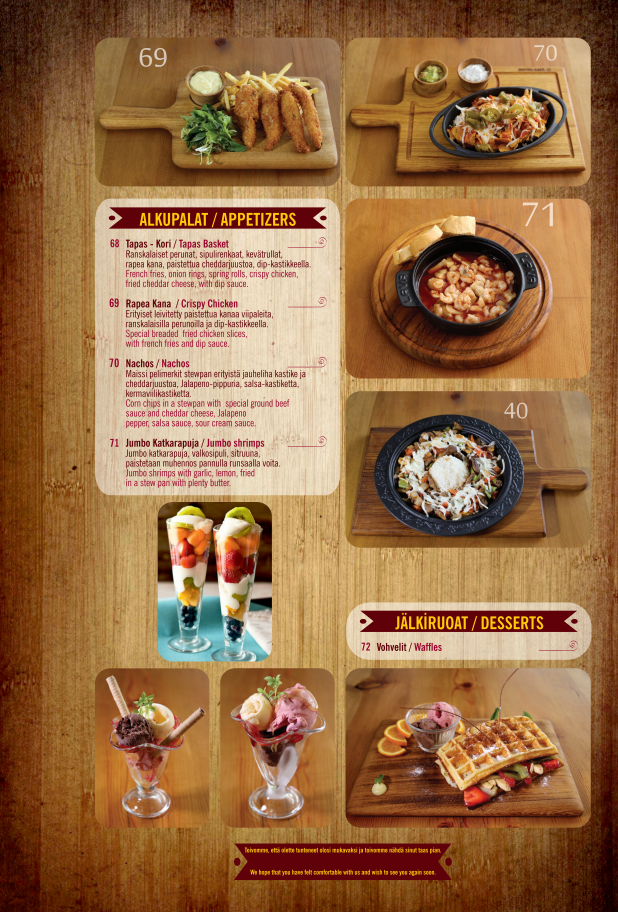 69
70
ALKUPALAT / APPETIZERS
68 Tapas - Kori / Tapas Basket
Ranskalaiset perunat, sipulirenkaat, kevätrullat,
rapea kana, paistettua cheddarjuustoa, dip-kastikkeella.
French fries, onion rings, spring rolls, crispy chicken,
fried cheddar cheese, with dip sauce.
69 Rapea Kana / Crispy Chicken
Erityiset leivitetty paistettua kanaa viipaleita,
ranskalaisilla perunoilla ja dip-kastikkeella.
Special breaded fried chicken slices,
with french fries and dip sauce.
70 Nachos / Nachos
Maissi pelimerkit stewpan erityistä jauheliha kastike ja
cheddarjuustoa, Jalapeno-pippuria, salsa-kastiketta,
kermaviilikastiketta.
Corn chips in a stewpan with special ground beef
sauce and cheddar cheese, Jalapeno
pepper, salsa sauce, sour cream sauce.
71 Jumbo Katkarapuja / Jumbo shrimps
Jumbo katkarapuja, valkosipuli, sitruuna,
paistetaan muhennos pannulla runsaalla voita.
Jumbo shrimps with garlic, lemon, fried
in a stew pan with plenty butter.
71
40
JÄLKİRUOAT / DESSERTS
72 Vohvelit / Waffles
Toivomme, että olette tunteneet olosi mukavaksi ja toivomme nähdä sinut taas pian.
We hope that you have felt comfortable with us and wish to see you again soon.